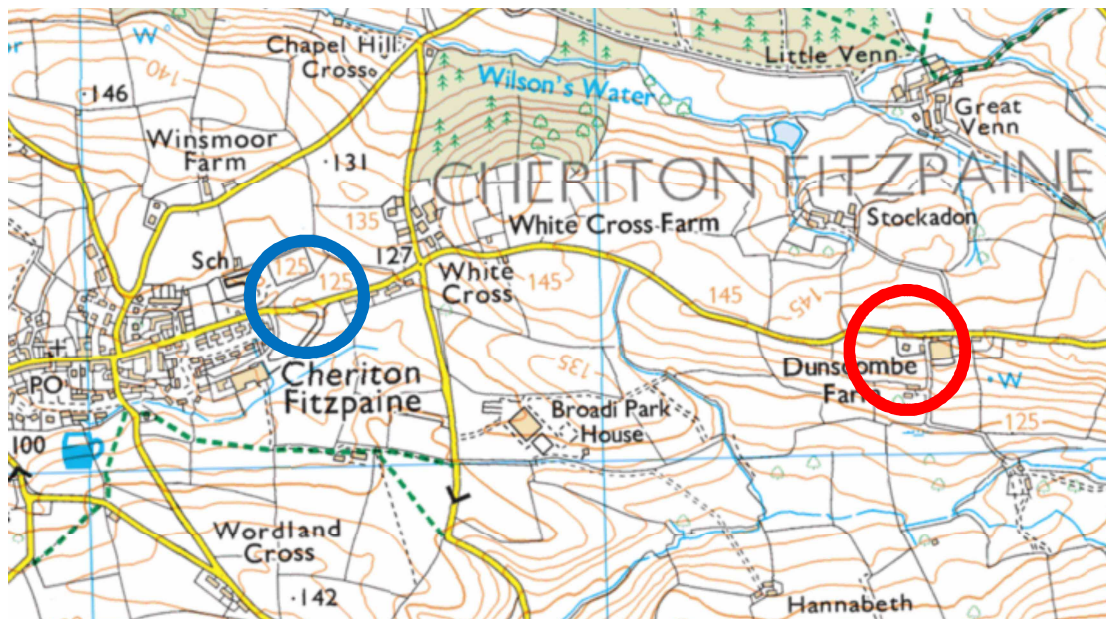 W
Chapel Hill
Cross
Little Venn
Wilson's Water
140
146
Great
Venn
Winsmoor
Farm
131
CHERITON FITZPAINE
135
White Cross Farm
Stockadon
Sch
125
125
127
White
Cross
145
145
145
135
Dunscombe
Farm
W
Cheriton
Fitzpaine
PO
Broadi Park
House
125
100
Wordland
Cross
142
Hannabeth